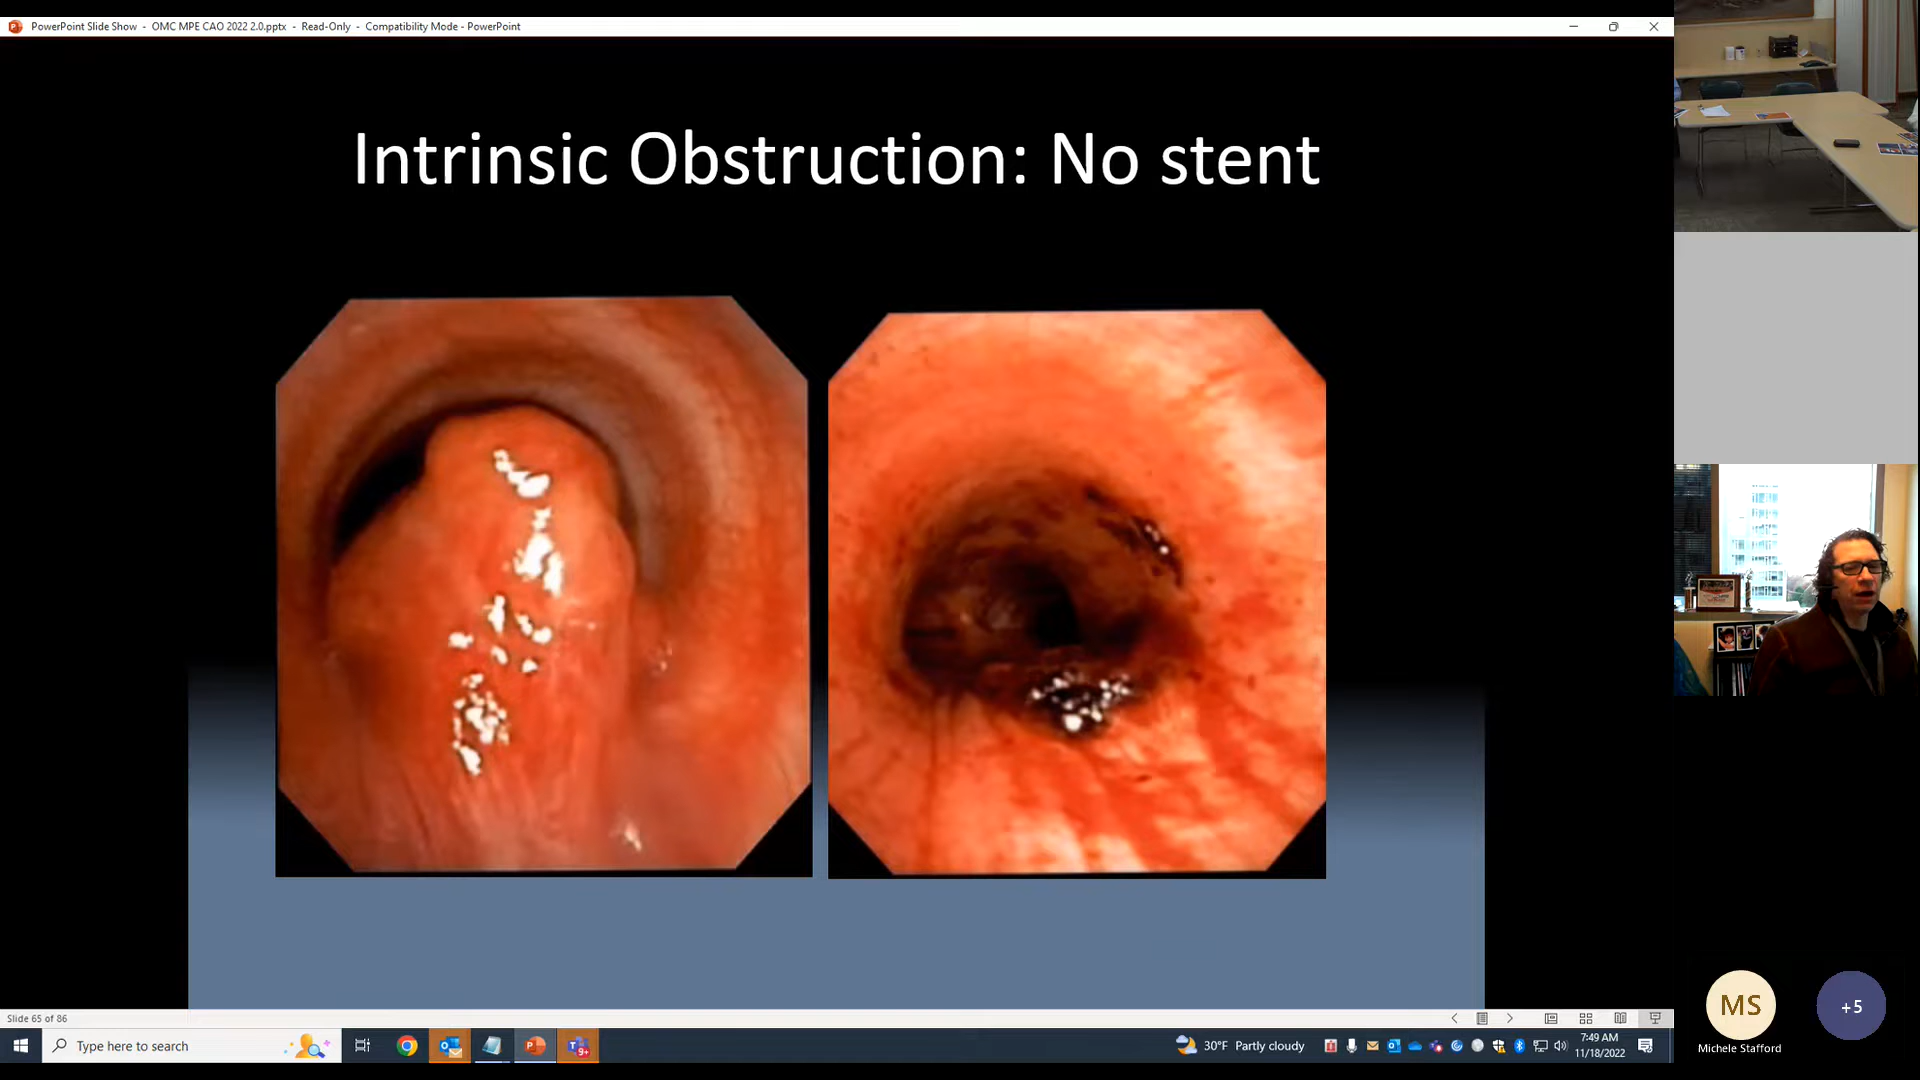 PowerPoint Slide Show - OMC MPE CAO 2022 2.0.pptx - Read-Only - Compatibility Mode - PowerPoint
Intrinsic Obstruction: No stent
Slide 65 of 86
Type here to search
9+
30°F Partly cloudy
7:49 AM
11/18/2022
MS
+5
Michele Stafford